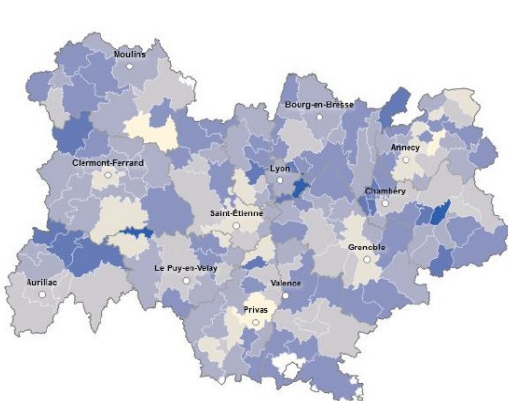 Moulins
Bourg-en-Bresse
Annecy
Clermont-Ferrand
Lyon
Chambéry
Saint-Étienne
Grenoble
Le Puy-en-Velay
Aurillac
Valence
Privas